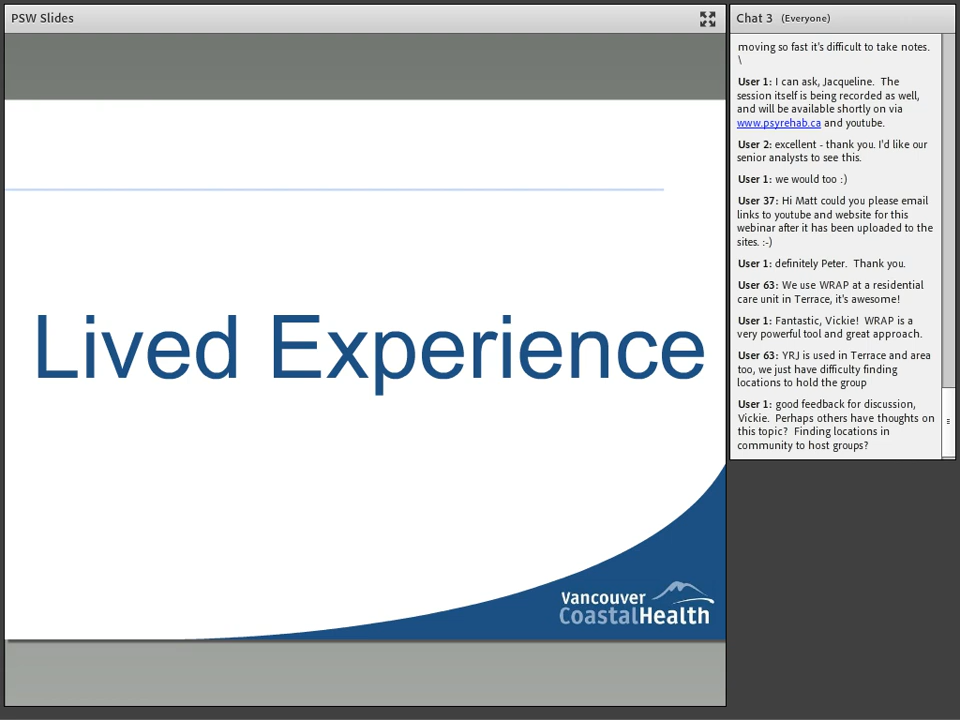 PSW Slides
Lived Experience
Vancouver
CoastalHealth
Chat 3 (Everyone)
moving so fast it's difficult to take notes.
\
User 1: I can ask, Jacqueline. The
session itself is being recorded as well,
and will be available shortly on via
www.psyrehab.ca and youtube.
User 2: excellent - thank you. I'd like our
senior analysts to see this.
User 1: we would too :)
User 37: Hi Matt could you please email
links to youtube and website for this
webinar after it has been uploaded to the
sites. :-)
User 1: definitely Peter. Thank you.
User 63: We use WRAP at a residential
care unit in Terrace, it's awesome!
User 1: Fantastic, Vickie! WRAP is a
very powerful tool and great approach.
User 63: YRJ is used in Terrace and area
too, we just have difficulty finding
locations to hold the group
User 1: good feedback for discussion,
Vickie. Perhaps others have thoughts on
this topic? Finding locations in
community to host groups?